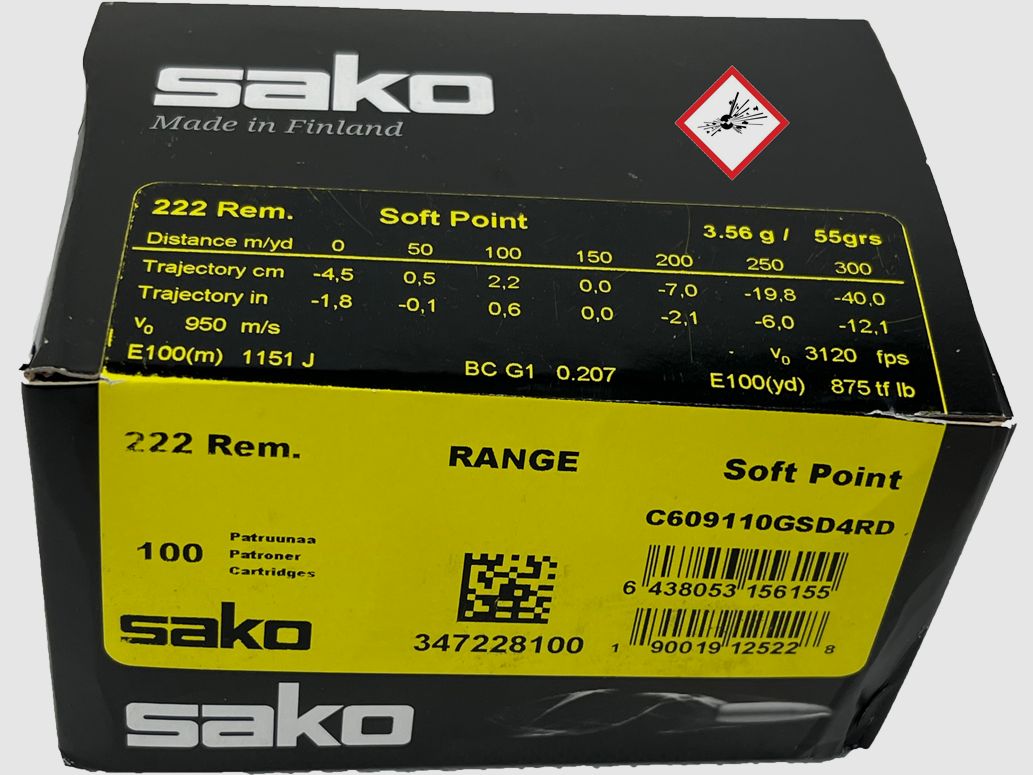 sako
Made in Finland
222 Rem. Soft Point 3.56 g / 55grs
Distance m/yd 0 50 100 150 200 250 300
Trajectory cm -4,5 0,5 2,2 0,0 -7,0 -19,8 -40,0
Trajectory in -1,8 -0,1 0,6 0,0 -2,1 -6,0 -12,1
v0 950 m/s v0 3120 fps
E100(m) 1151 J BC G1 0.207 E100(yd) 875 tf lb
222 Rem. RANGE Soft Point
C609110GSD4RD
100 Patruunaa
Patroner
Cartridges
6 438053 156155
sako
347228100
1 90019 12522 8
sako